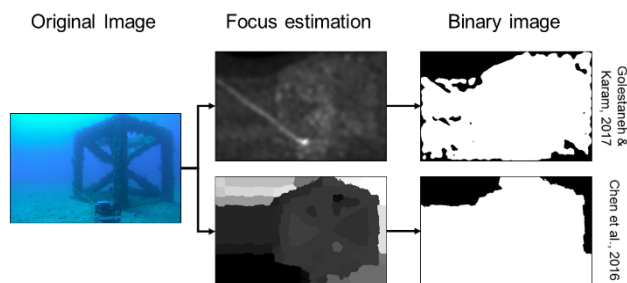 Original Image
Focus estimation
Binary image
Golestaneh &
Karam, 2017
Chen et al., 2016